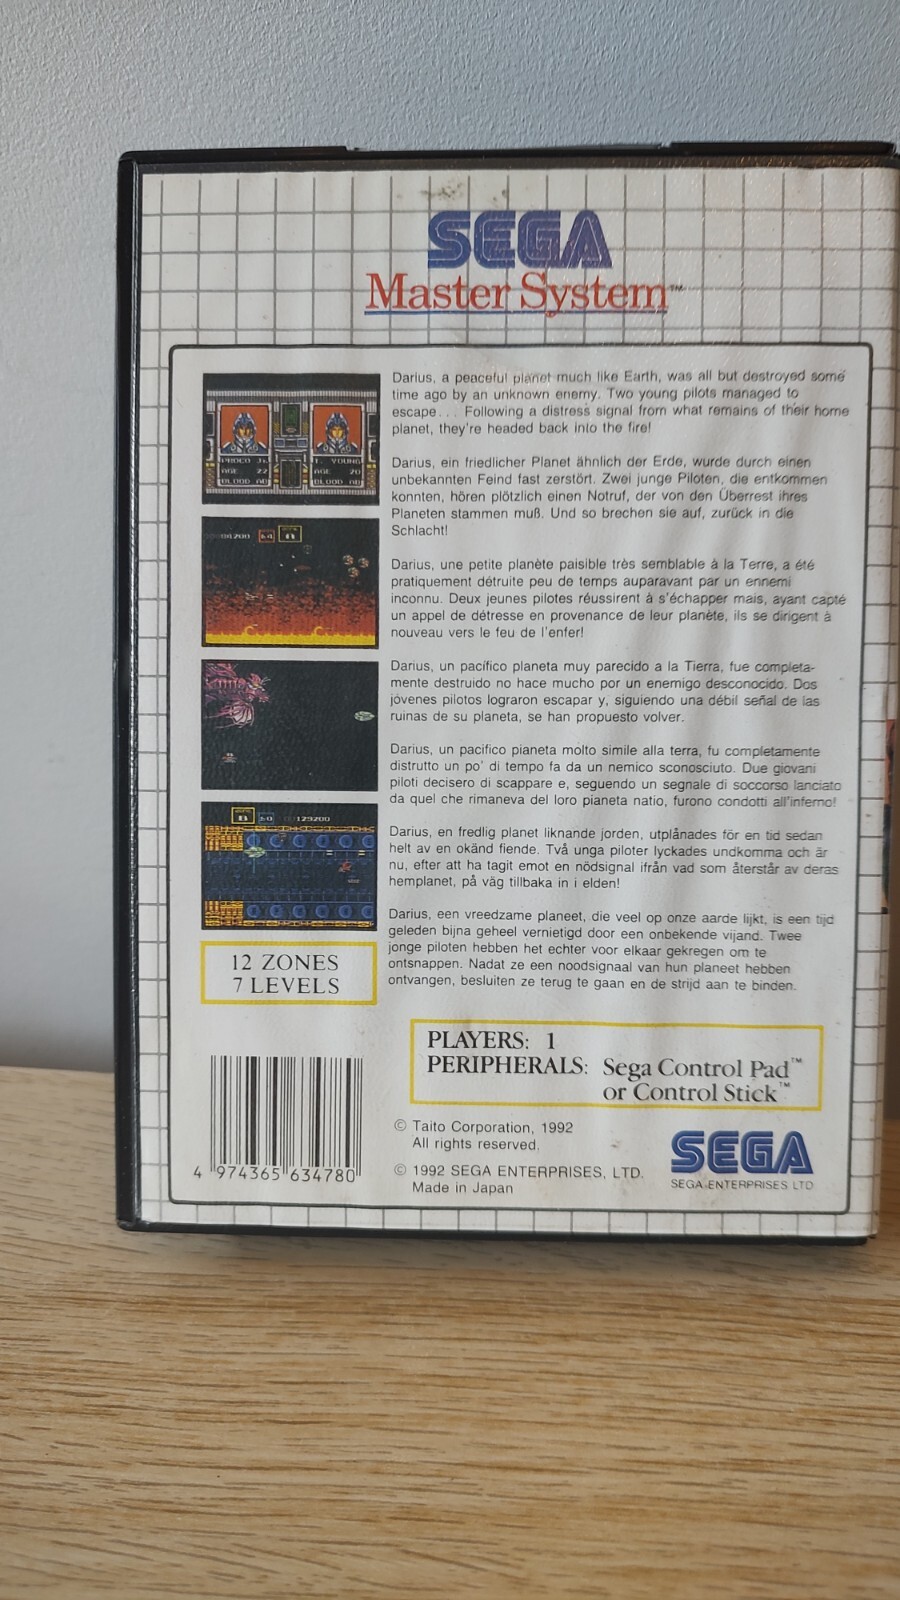 SEGA
Master System™
Darius, a peaceful planet much like Earth, was all but destroyed some
time ago by an unknown enemy. Two young pilots managed to
escape... Following a distress signal from what remains of their home
planet, they're headed back into the fire!
Darius, ein friedlicher Planet ähnlich der Erde, wurde durch einen
unbekannten Feind fast zerstört. Zwei junge Piloten, die entkommen
konnten, hören plötzlich einen Notruf, der von den Überrest ihres
Planeten stammen muß. Und so brechen sie auf, zurück in die
Schlacht!
Darius, une petite planète paisible très semblable à la Terre, a été
pratiquement détruite peu de temps auparavant par un ennemi
inconnu. Deux jeunes pilotes réussirent à s'échapper mais, ayant capté
un appel de détresse en provenance de leur planète, ils se dirigent à
nouveau vers le feu de l'enfer!
Darius, un pacífico planeta muy parecido a la Tierra, fue completa-
mente destruido no hace mucho por un enemigo desconocido. Dos
jóvenes pilotos lograron escapar y, siguiendo una débil señal de las
ruinas de su planeta, se han propuesto volver.
Darius, un pacifico pianeta molto simile alla terra, fu completamente
distrutto un po' di tempo fa da un nemico sconosciuto. Due giovani
piloti decisero di scappare e, seguendo un segnale di soccorso lanciato
da quel che rimaneva del loro pianeta natio, furono condotti all'inferno!
Darius, en fredlig planet liknande jorden, utplånades för en tid sedan
helt av en okänd fiende. Två unga piloter lyckades undkomma och är
nu, efter att ha tagit emot en nödsignal ifrån vad som återstår av deras
hemplanet, på väg tillbaka in i elden!
Darius, een vreedzame planeet, die veel op onze aarde lijkt, is een tijd
geleden bijna geheel vernietigd door een onbekende vijand. Twee
jonge piloten hebben het echter voor elkaar gekregen om te
ontsnappen. Nadat ze een noodsignaal van hun planeet hebben
ontvangen, besluiten ze terug te gaan en de strijd aan te binden.
PROCO Jr. T. YOUNG
AGE 22 AGE 20
BLOOD AB BLOOD AB
129200
12 ZONES
7 LEVELS
PLAYERS: 1
PERIPHERALS: Sega Control Pad™
or Control Stick™
4 974365 634780
© Taito Corporation, 1992
All rights reserved.
© 1992 SEGA ENTERPRISES, LTD.
Made in Japan
SEGA
SEGA ENTERPRISES LTD